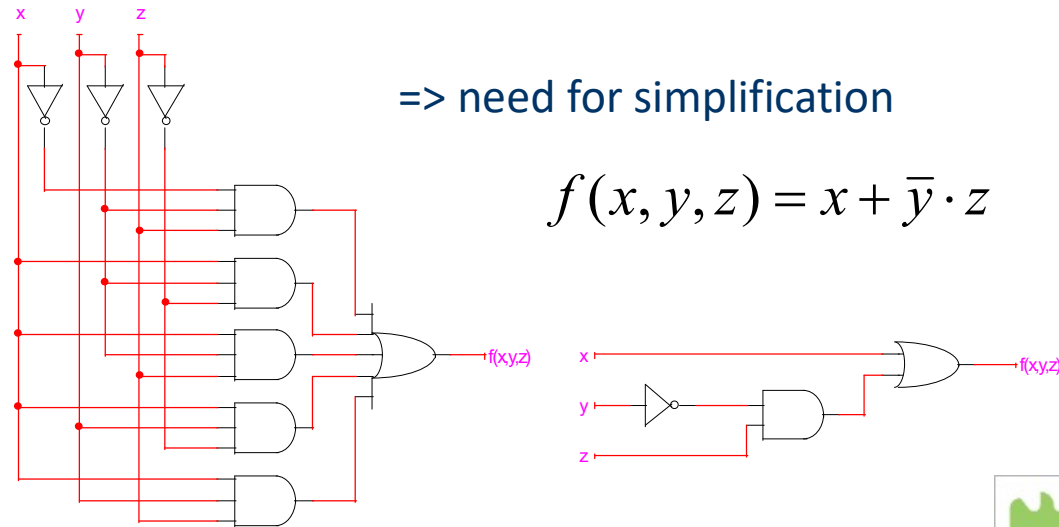 x y z
=> need for simplification
f(x, y, z) = x + y̅ · z
f(x,y,z)
x
y
z
f(x,y,z)